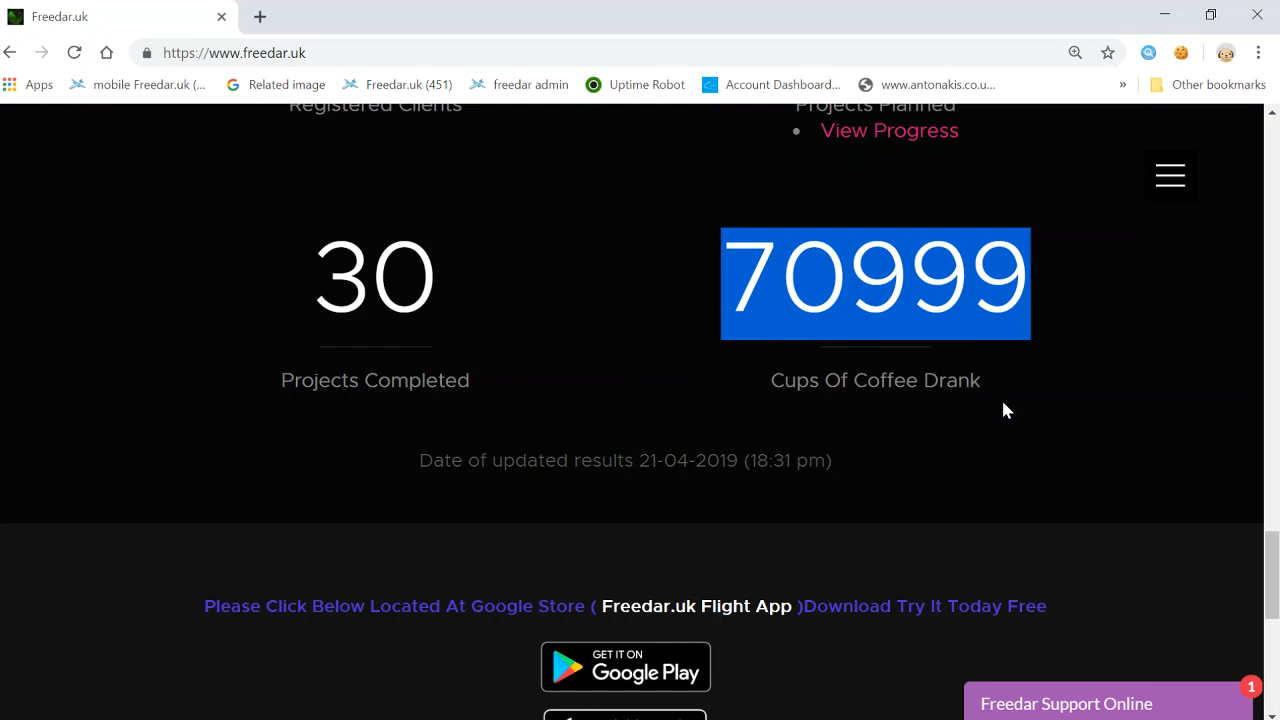 Freedar.uk
https://www.freedar.uk
Apps
mobile Freedar.uk (...
Related image
Freedar.uk (451)
freedar admin
Uptime Robot
Account Dashboard...
www.antonakis.co.u...
»
Other bookmarks
Registered Clients
Projects Planned
• View Progress
30
70999
Projects Completed
Cups Of Coffee Drank
Date of updated results 21-04-2019 (18:31 pm)
Please Click Below Located At Google Store ( Freedar.uk Flight App )Download Try It Today Free
GET IT ON
Google Play
1
Freedar Support Online